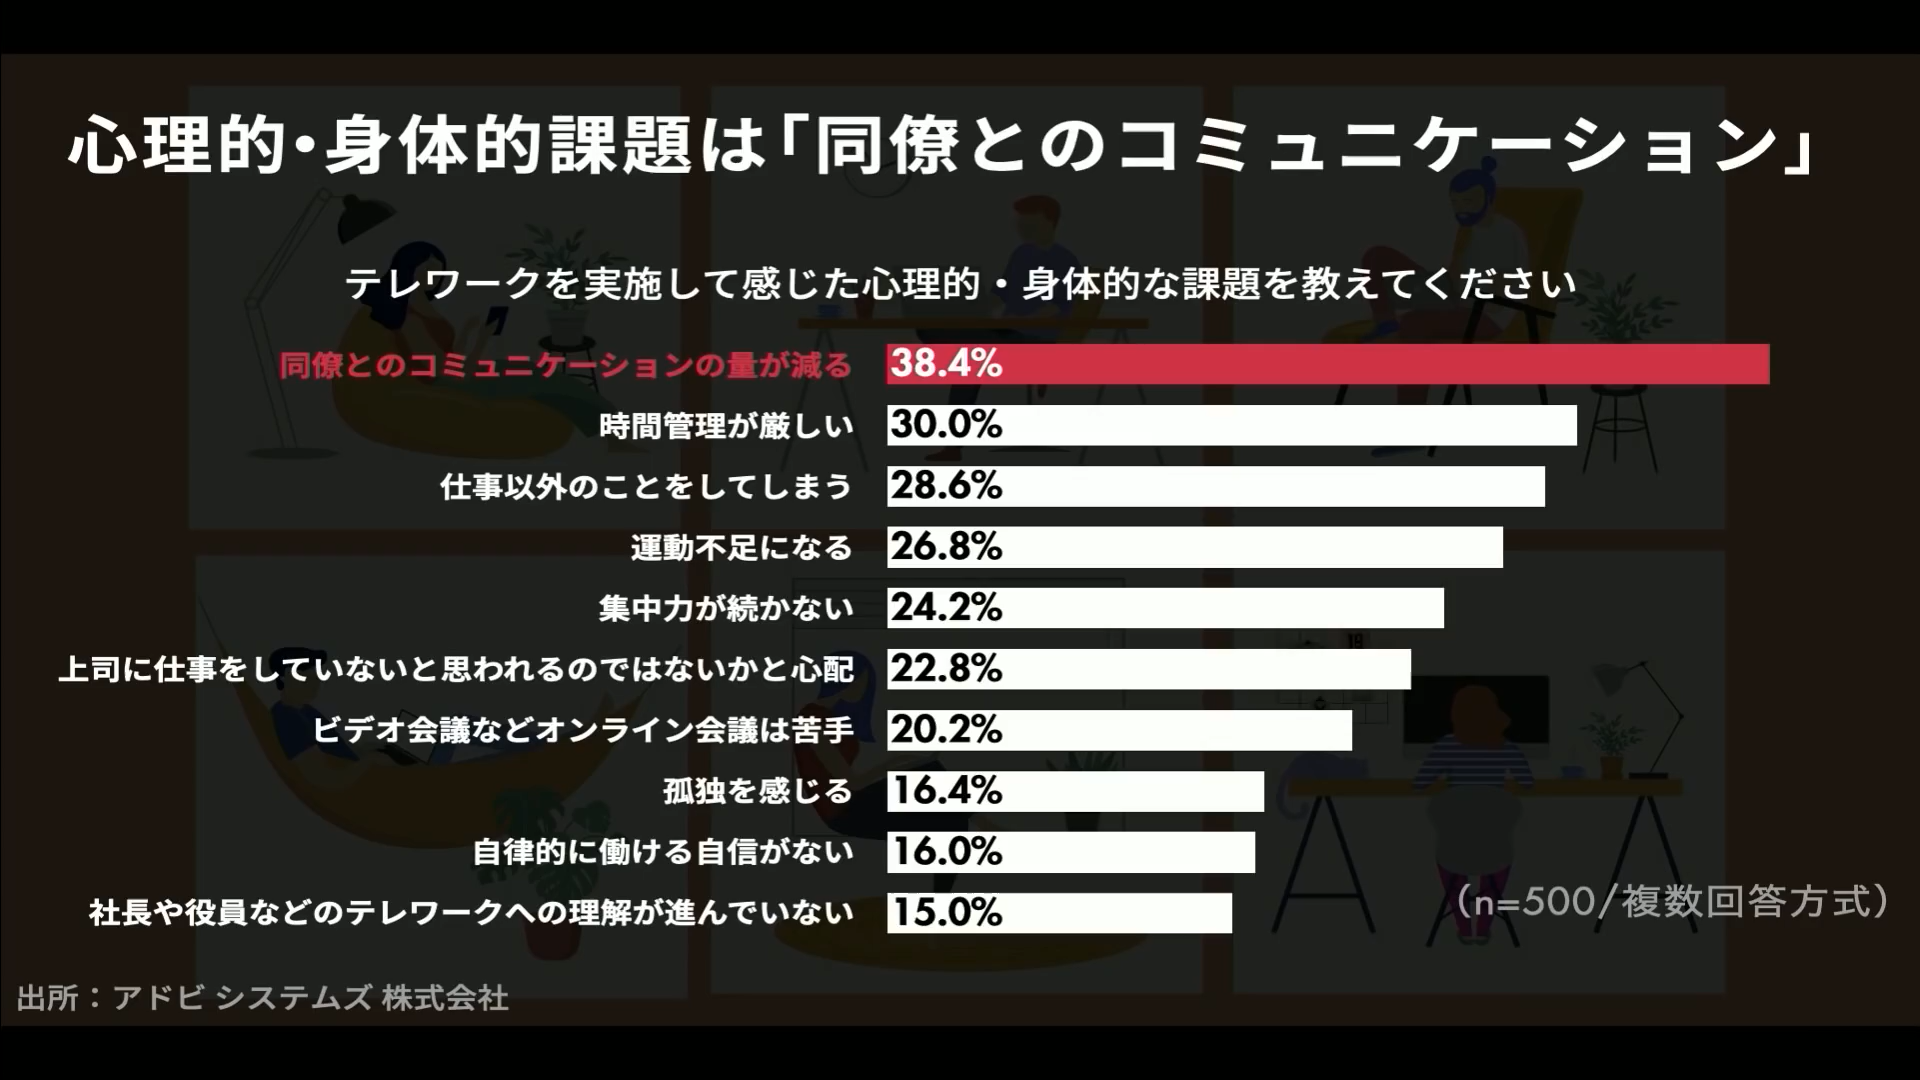 心理的・身体的課題は「同僚とのコミュニケーション」
テレワークを実施して感じた心理的・身体的な課題を教えてください
同僚とのコミュニケーションの量が減る 38.4%
時間管理が厳しい 30.0%
仕事以外のことをしてしまう 28.6%
運動不足になる 26.8%
集中力が続かない 24.2%
上司に仕事をしていないと思われるのではないかと心配 22.8%
ビデオ会議などオンライン会議は苦手 20.2%
孤独を感じる 16.4%
自律的に働ける自信がない 16.0%
社長や役員などのテレワークへの理解が進んでいない 15.0%
（n=500/複数回答方式）
出所：アドビ システムズ 株式会社
19